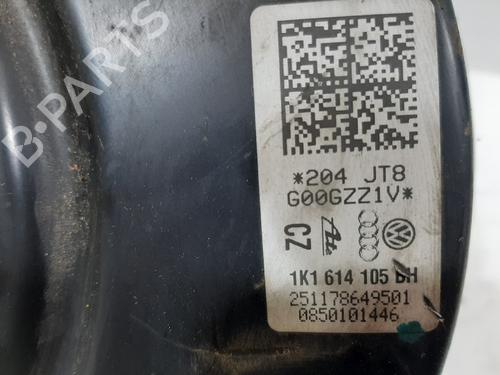 B-PARTS
*204 JT8
G00GZZ1V*
CZ
1K1 614 105 BH
251178649501
0850101446